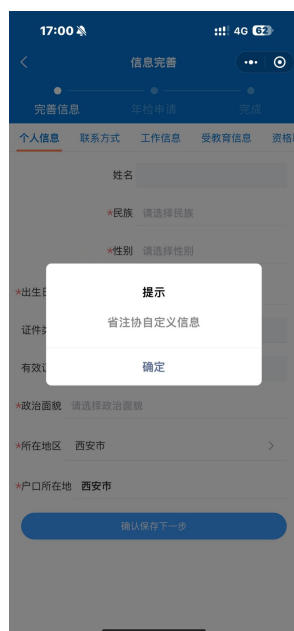 17:00 4G 62
信息完善
完善信息 年检申请 完成
个人信息 联系方式 工作信息 受教育信息 资格
姓名
*民族 请选择民族
*性别 请选择性别
*出生日
提示
省注协自定义信息
证件类
确定
有效证
*政治面貌 请选择政治面貌
*所在地区 西安市
*户口所在地 西安市
确认保存下一步